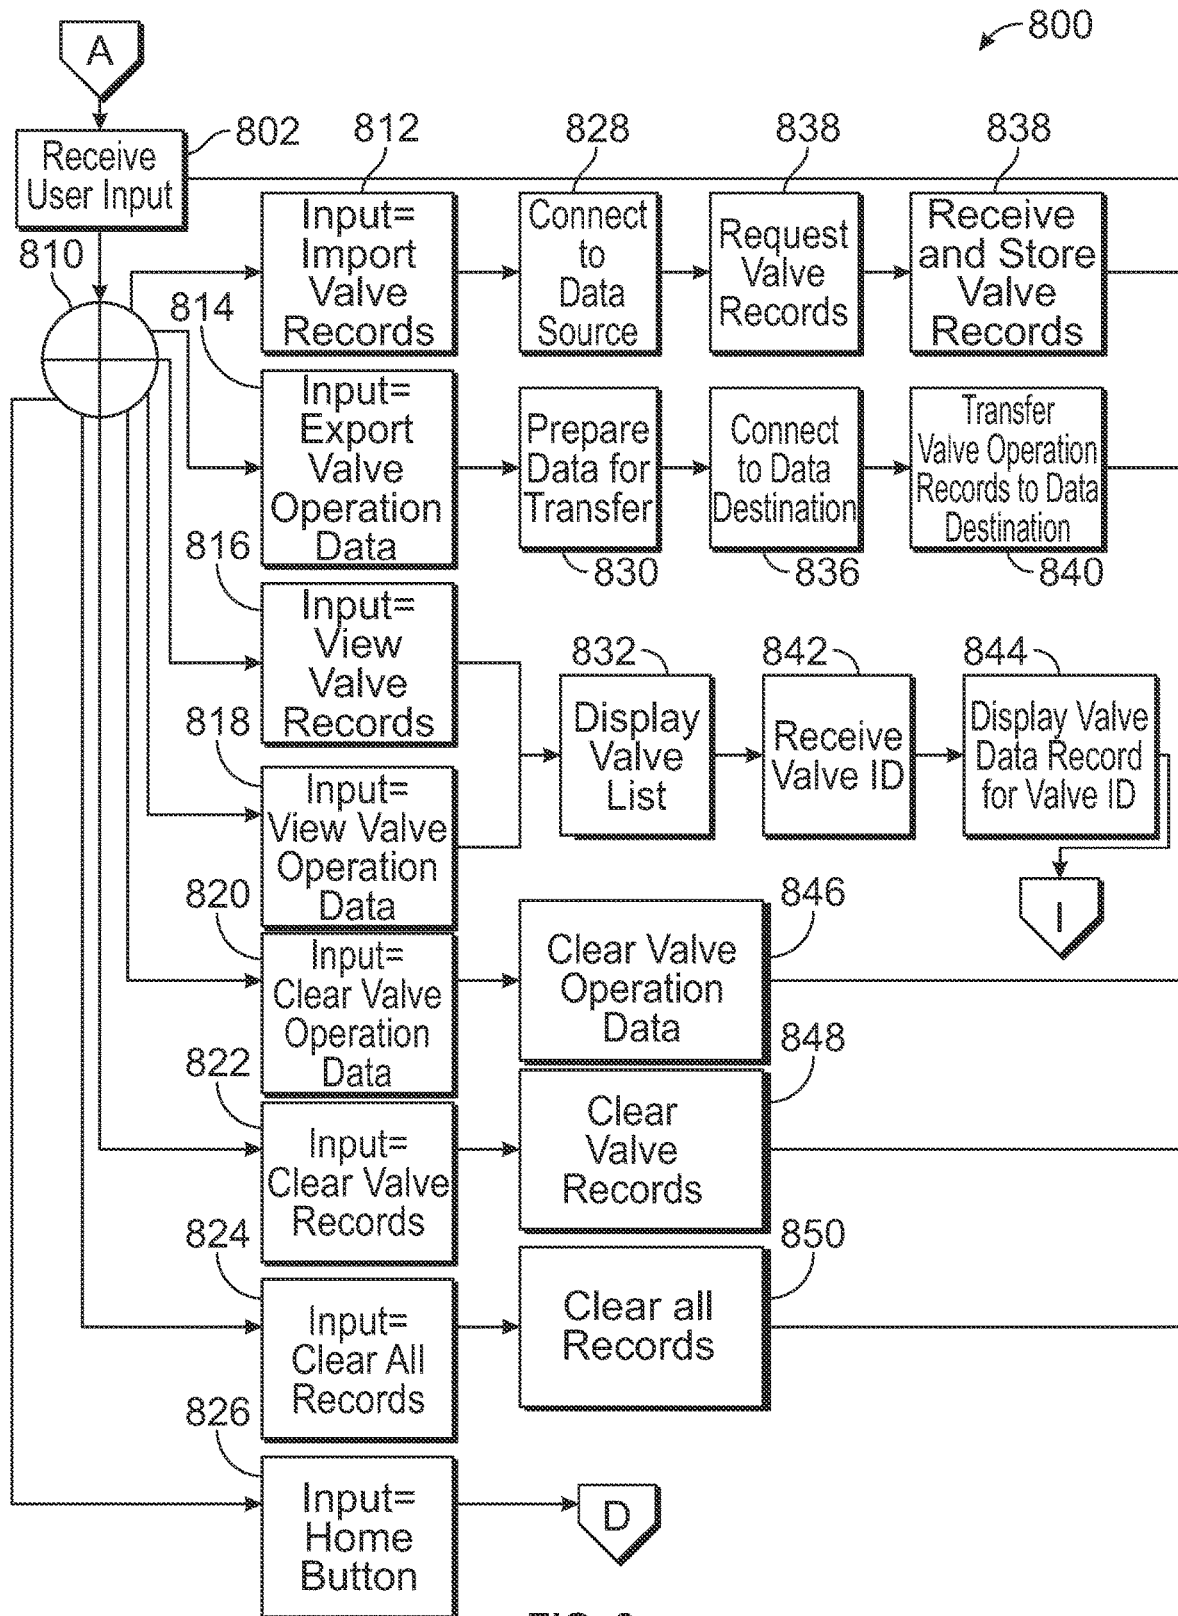 800
A
802
Receive
User Input
810
812
Input=
Import
Valve
Records
828
Connect
to
Data
Source
838
Request
Valve
Records
838
Receive
and Store
Valve
Records
814
Input=
Export
Valve
Operation
Data
Prepare
Data for
Transfer
830
Connect
to Data
Destination
836
Transfer
Valve Operation
Records to Data
Destination
840
816
Input=
View
Valve
Records
818
Input=
View Valve
Operation
Data
832
Display
Valve
List
842
Receive
Valve ID
844
Display Valve
Data Record
for Valve ID
I
820
Input=
Clear Valve
Operation
Data
846
Clear Valve
Operation
Data
822
Input=
Clear Valve
Records
848
Clear
Valve
Records
824
Input=
Clear All
Records
850
Clear all
Records
826
Input=
Home
Button
D